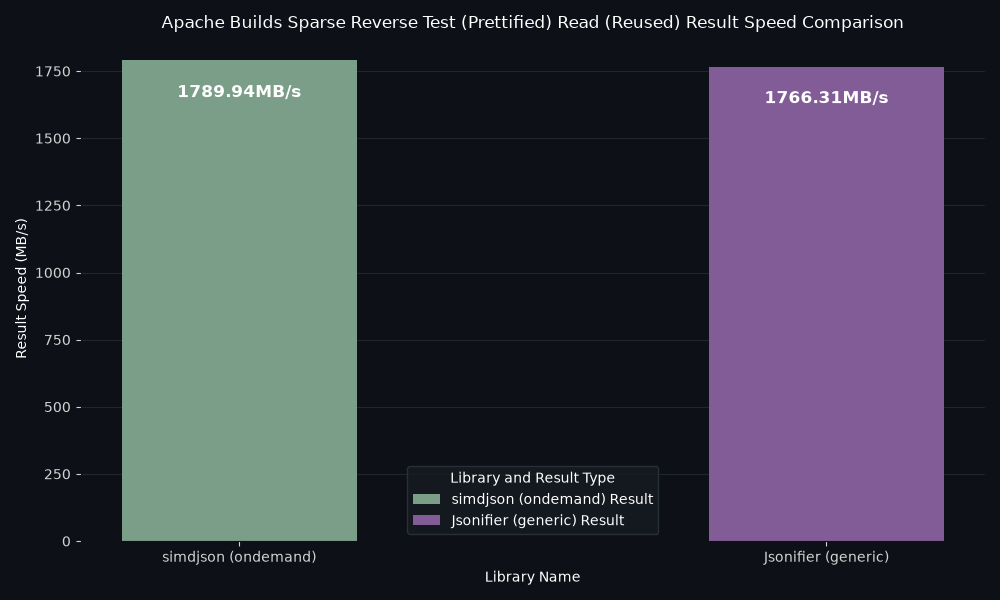 Apache Builds Sparse Reverse Test (Prettified) Read (Reused) Result Speed Comparison
1789.94MB/s
1766.31MB/s
Result Speed (MB/s)
1750
1500
1250
1000
750
500
250
0
Library and Result Type
simdjson (ondemand) Result
Jsonifier (generic) Result
simdjson (ondemand)
Jsonifier (generic)
Library Name